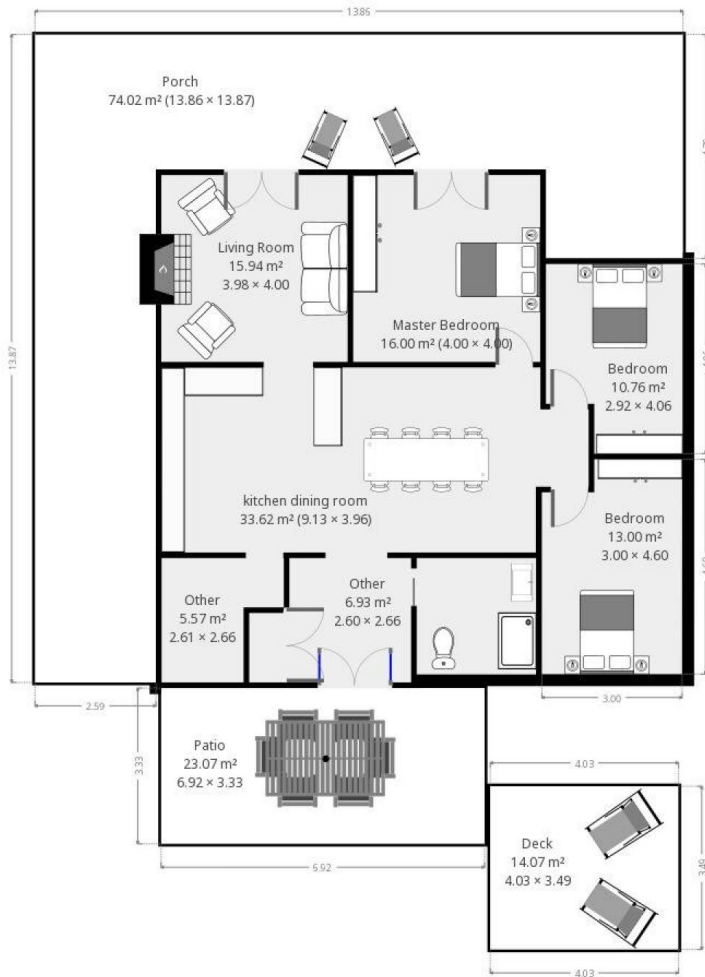 13.86
Porch
74.02 m² (13.86 × 13.87)
Living Room
15.94 m²
3.98 × 4.00
Master Bedroom
16.00 m² (4.00 × 4.00)
Bedroom
10.76 m²
2.92 × 4.06
13.87
kitchen dining room
33.62 m² (9.13 × 3.96)
Bedroom
13.00 m²
3.00 × 4.60
Other
5.57 m²
2.61 × 2.66
Other
6.93 m²
2.60 × 2.66
2.59
3.00
3.33
Patio
23.07 m²
6.92 × 3.33
4.03
Deck
14.07 m²
4.03 × 3.49
3.49
4.03